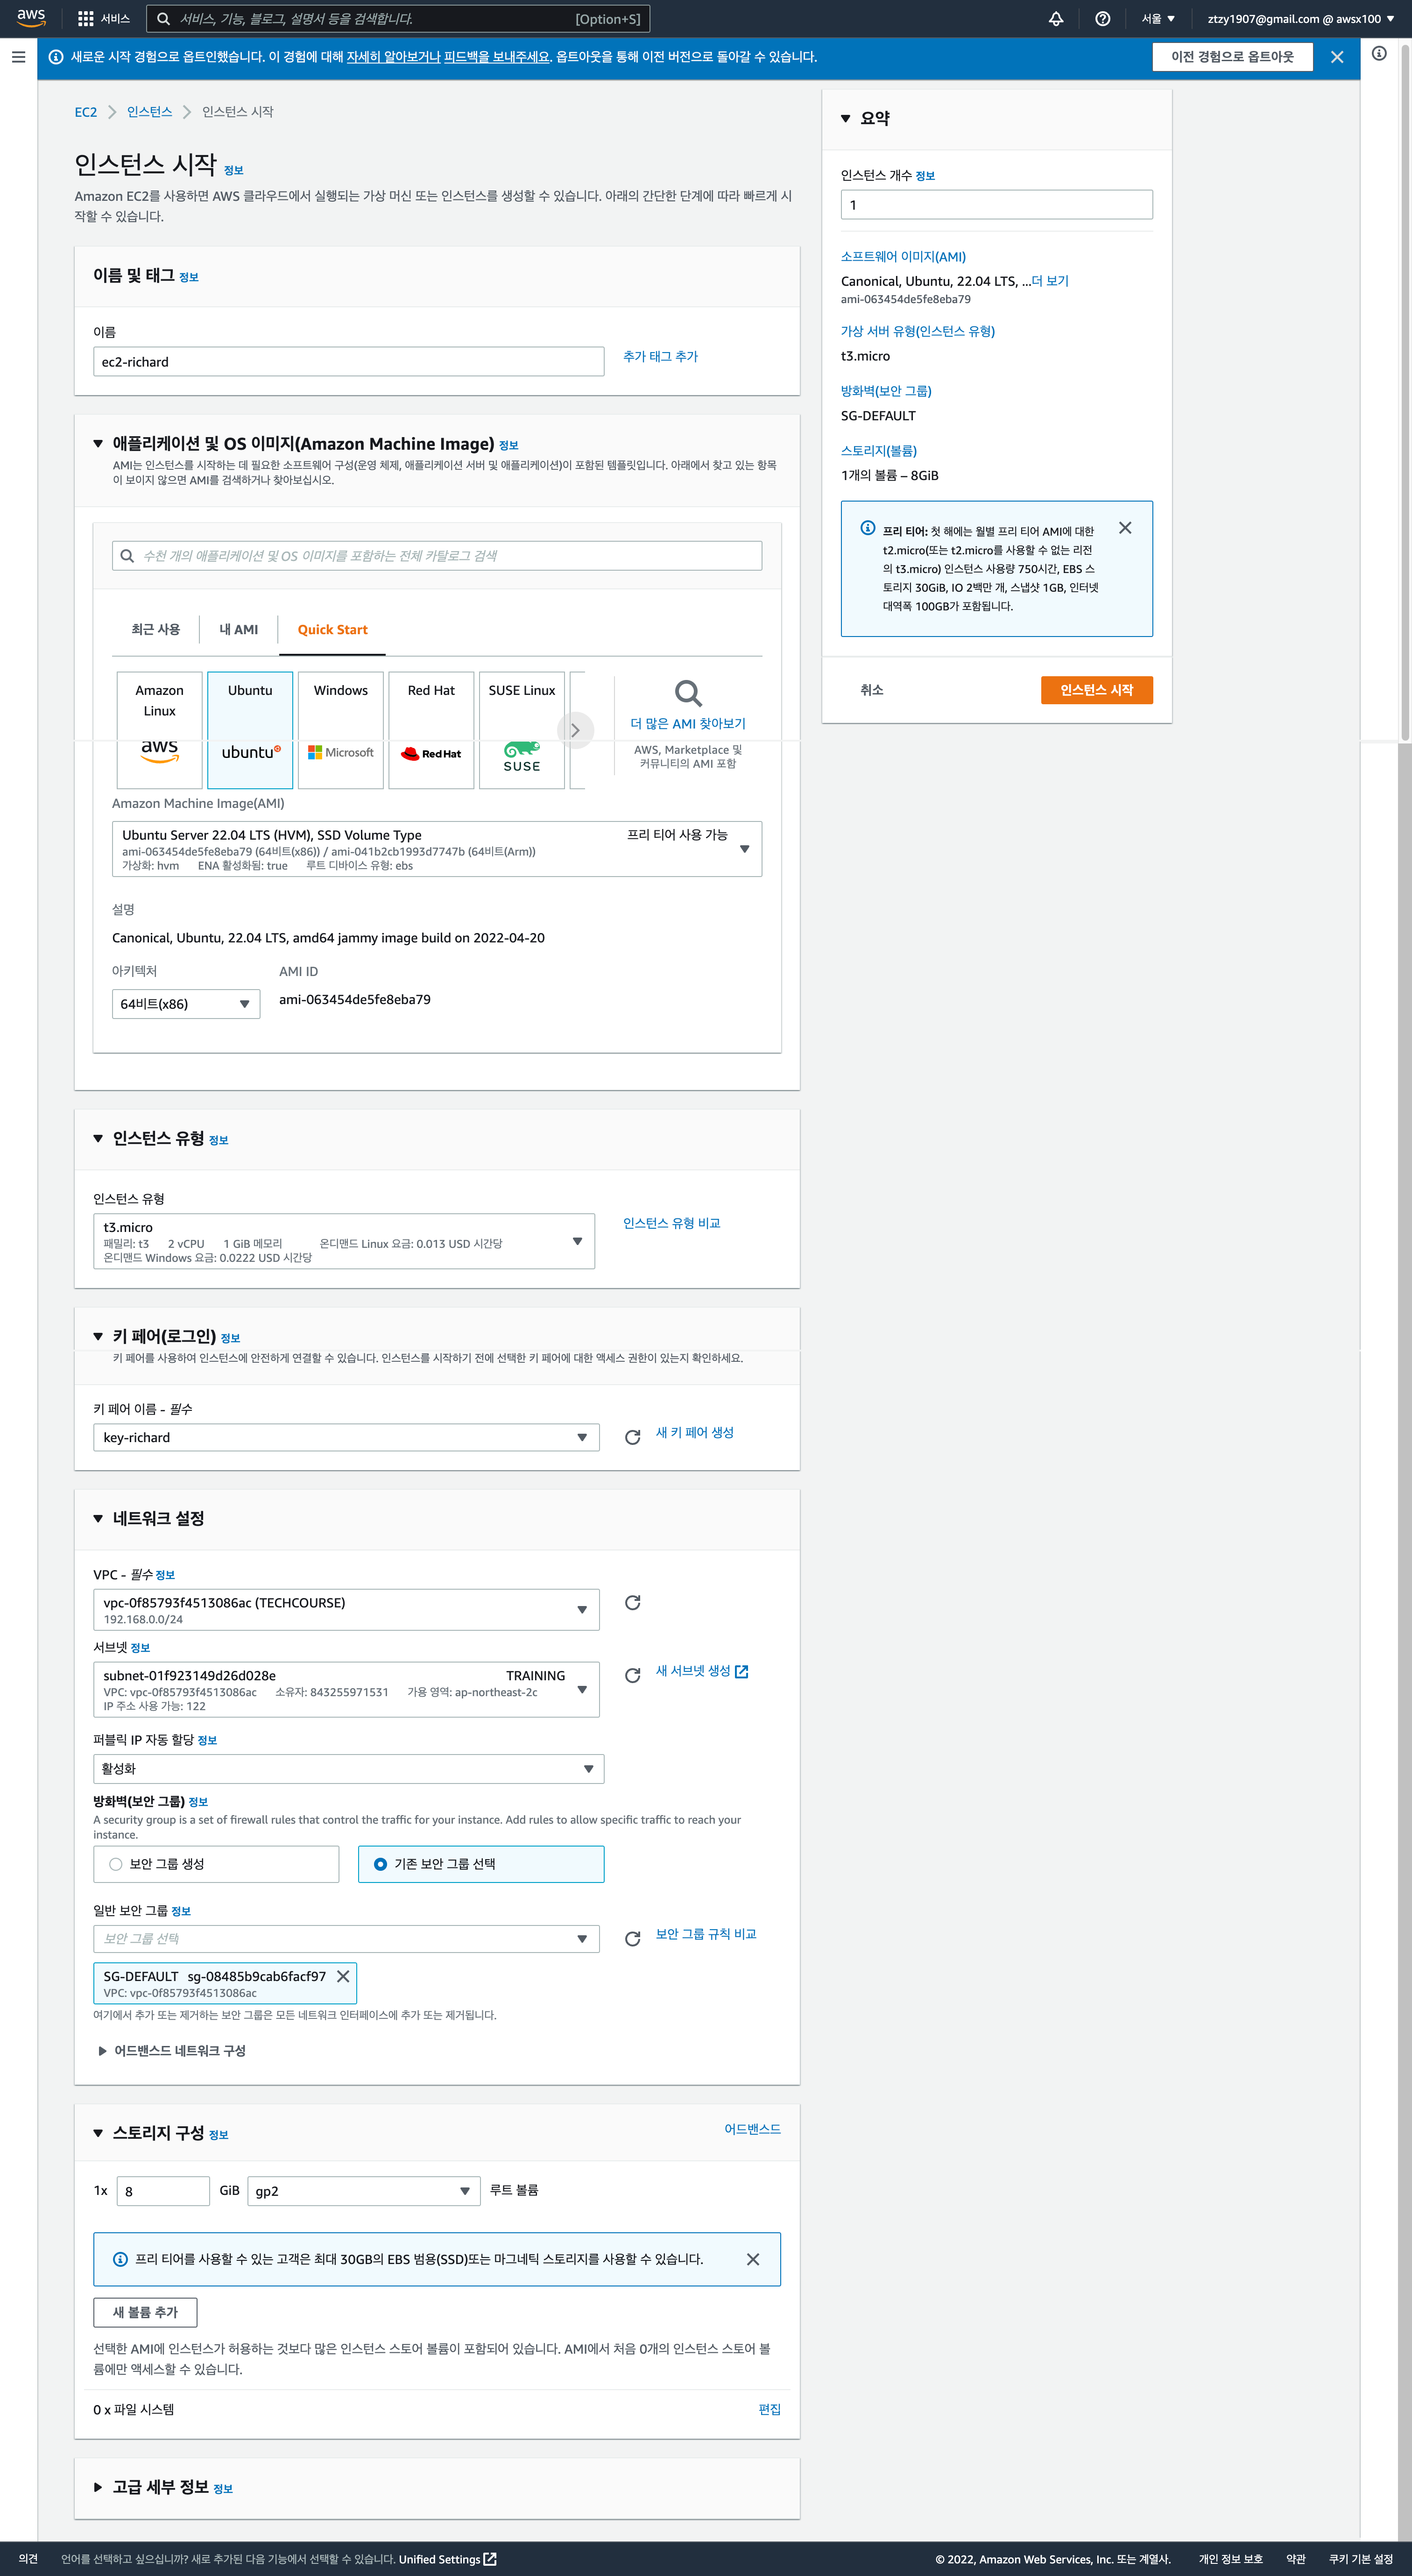 aws
서비스
서비스, 기능, 블로그, 설명서 등을 검색합니다.
[Option+S]
서울
ztzy1907@gmail.com @ awsx100
새로운 시작 경험으로 옵트인했습니다. 이 경험에 대해 자세히 알아보거나 피드백을 보내주세요. 옵트아웃을 통해 이전 버전으로 돌아갈 수 있습니다.
이전 경험으로 옵트아웃
EC2
인스턴스
인스턴스 시작
인스턴스 시작 정보
Amazon EC2를 사용하면 AWS 클라우드에서 실행되는 가상 머신 또는 인스턴스를 생성할 수 있습니다. 아래의 간단한 단계에 따라 빠르게 시
작할 수 있습니다.
이름 및 태그 정보
이름
ec2-richard
추가 태그 추가
애플리케이션 및 OS 이미지(Amazon Machine Image) 정보
AMI는 인스턴스를 시작하는 데 필요한 소프트웨어 구성(운영 체제, 애플리케이션 서버 및 애플리케이션)이 포함된 템플릿입니다. 아래에서 찾고 있는 항목
이 보이지 않으면 AMI를 검색하거나 찾아보십시오.
수천 개의 애플리케이션 및 OS 이미지를 포함하는 전체 카탈로그 검색
최근 사용
내 AMI
Quick Start
Amazon
Linux
aws
Ubuntu
ubuntu
Windows
Microsoft
Red Hat
Red Hat
SUSE Linux
SUSE
더 많은 AMI 찾아보기
AWS, Marketplace 및
커뮤니티의 AMI 포함
Amazon Machine Image(AMI)
Ubuntu Server 22.04 LTS (HVM), SSD Volume Type
프리 티어 사용 가능
ami-063454de5fe8eba79 (64비트(x86)) / ami-041b2cb1993d7747b (64비트(Arm))
가상화: hvm ENA 활성화됨: true 루트 디바이스 유형: ebs
설명
Canonical, Ubuntu, 22.04 LTS, amd64 jammy image build on 2022-04-20
아키텍처
AMI ID
64비트(x86)
ami-063454de5fe8eba79
인스턴스 유형 정보
인스턴스 유형
t3.micro
패밀리: t3 2 vCPU 1 GiB 메모리 온디맨드 Linux 요금: 0.013 USD 시간당
온디맨드 Windows 요금: 0.0222 USD 시간당
인스턴스 유형 비교
키 페어(로그인) 정보
키 페어를 사용하여 인스턴스에 안전하게 연결할 수 있습니다. 인스턴스를 시작하기 전에 선택한 키 페어에 대한 액세스 권한이 있는지 확인하세요.
키 페어 이름 - 필수
key-richard
새 키 페어 생성
네트워크 설정
VPC - 필수 정보
vpc-0f85793f4513086ac (TECHCOURSE)
192.168.0.0/24
서브넷 정보
subnet-01f923149d26d028e
TRAINING
VPC: vpc-0f85793f4513086ac 소유자: 843255971531 가용 영역: ap-northeast-2c
IP 주소 사용 가능: 122
새 서브넷 생성
퍼블릭 IP 자동 할당 정보
활성화
방화벽(보안 그룹) 정보
A security group is a set of firewall rules that control the traffic for your instance. Add rules to allow specific traffic to reach your
instance.
보안 그룹 생성
기존 보안 그룹 선택
일반 보안 그룹 정보
보안 그룹 선택
보안 그룹 규칙 비교
SG-DEFAULT sg-08485b9cab6facf97
VPC: vpc-0f85793f4513086ac
여기에서 추가 또는 제거하는 보안 그룹은 모든 네트워크 인터페이스에 추가 또는 제거됩니다.
어드밴스드 네트워크 구성
스토리지 구성 정보
어드밴스드
1x
8
GiB
gp2
루트 볼륨
프리 티어를 사용할 수 있는 고객은 최대 30GB의 EBS 범용(SSD)또는 마그네틱 스토리지를 사용할 수 있습니다.
새 볼륨 추가
선택한 AMI에 인스턴스가 허용하는 것보다 많은 인스턴스 스토어 볼륨이 포함되어 있습니다. AMI에서 처음 0개의 인스턴스 스토어 볼
륨에만 액세스할 수 있습니다.
0 x 파일 시스템
편집
고급 세부 정보 정보
요약
인스턴스 개수 정보
1
소프트웨어 이미지(AMI)
Canonical, Ubuntu, 22.04 LTS, ...더 보기
ami-063454de5fe8eba79
가상 서버 유형(인스턴스 유형)
t3.micro
방화벽(보안 그룹)
SG-DEFAULT
스토리지(볼륨)
1개의 볼륨 – 8GiB
프리 티어: 첫 해에는 월별 프리 티어 AMI에 대한
t2.micro(또는 t2.micro를 사용할 수 없는 리전
의 t3.micro) 인스턴스 사용량 750시간, EBS 스
토리지 30GiB, IO 2백만 개, 스냅샷 1GB, 인터넷
대역폭 100GB가 포함됩니다.
취소
인스턴스 시작
의견
언어를 선택하고 싶으십니까? 새로 추가된 다음 기능에서 선택할 수 있습니다. Unified Settings
© 2022, Amazon Web Services, Inc. 또는 계열사.
개인 정보 보호
약관
쿠키 기본 설정